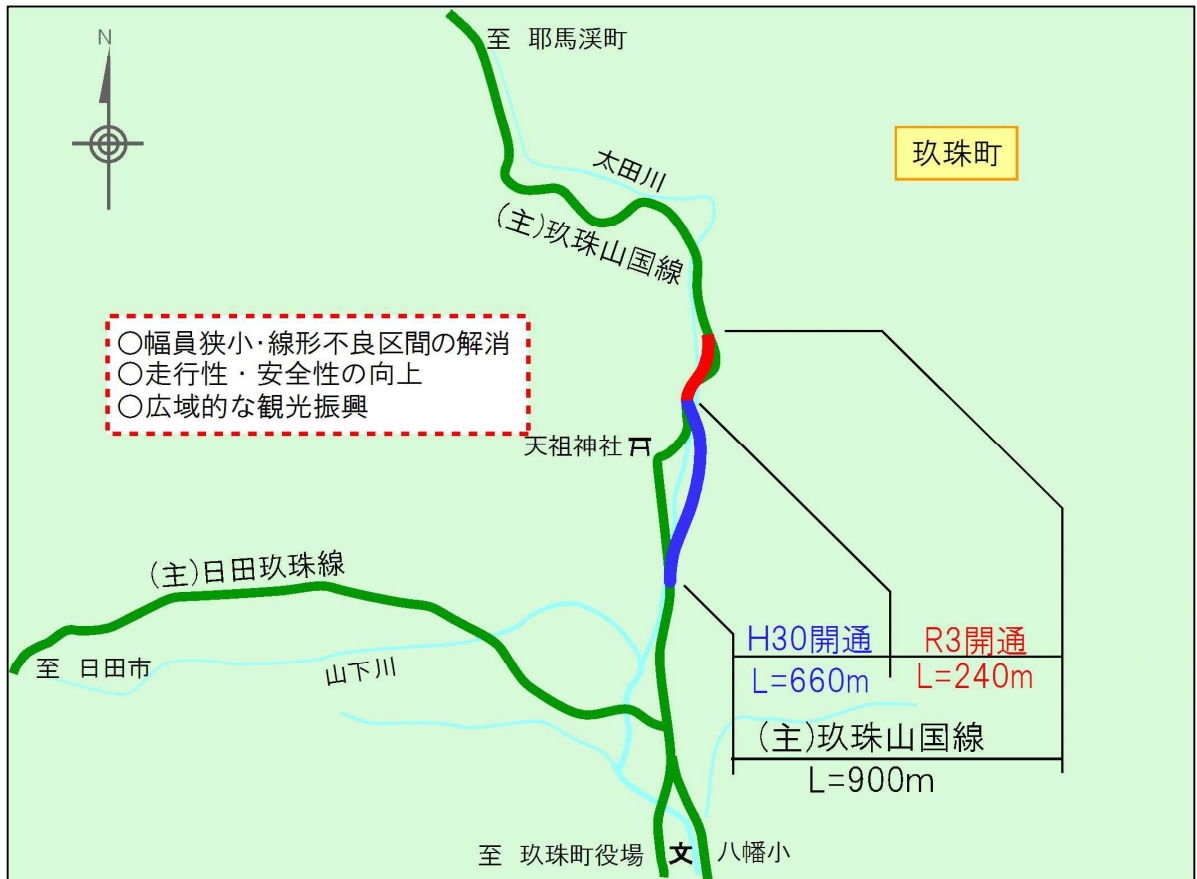 N
至 耶馬渓町
太田川
玖珠町
(主)玖珠山国線
○幅員狭小・線形不良区間の解消
○走行性・安全性の向上
○広域的な観光振興
天祖神社
(主)日田玖珠線
至 日田市
山下川
H30開通
L=660m
R3開通
L=240m
(主)玖珠山国線
L=900m
至 玖珠町役場
文
八幡小